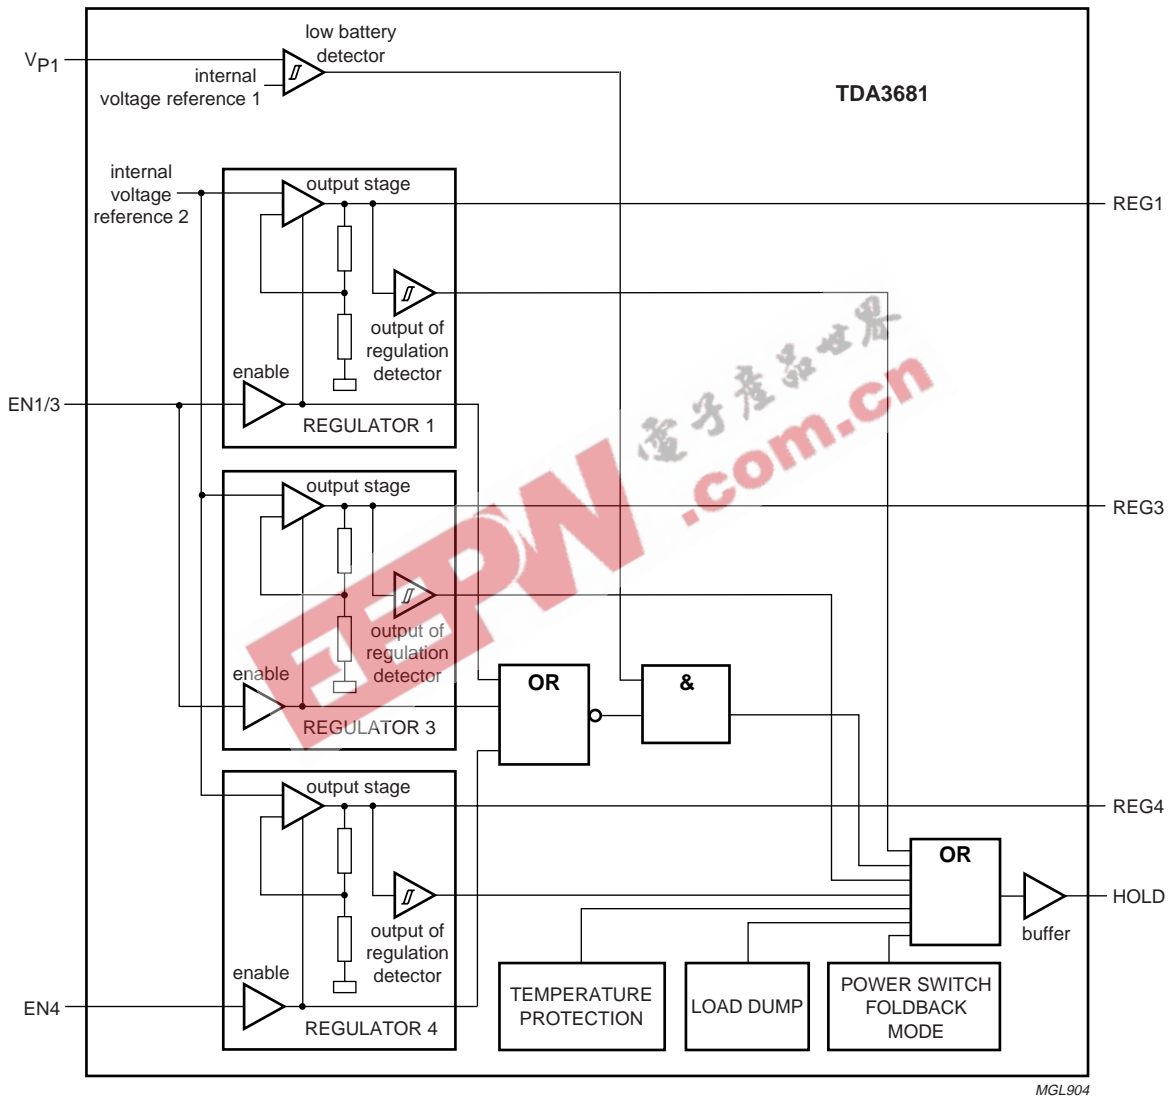 low battery
detector
VP1
internal
voltage reference 1
TDA3681
internal
voltage
reference 2
output stage
REG1
output of
regulation
detector
enable
EN1/3
REGULATOR 1
電子產品世界
.com.cn
EEPW
output stage
REG3
output of
regulation
detector
enable
REGULATOR 3
OR
&
output stage
REG4
OR
HOLD
buffer
output of
regulation
detector
enable
EN4
REGULATOR 4
TEMPERATURE
PROTECTION
LOAD DUMP
POWER SWITCH
FOLDBACK
MODE
MGL904